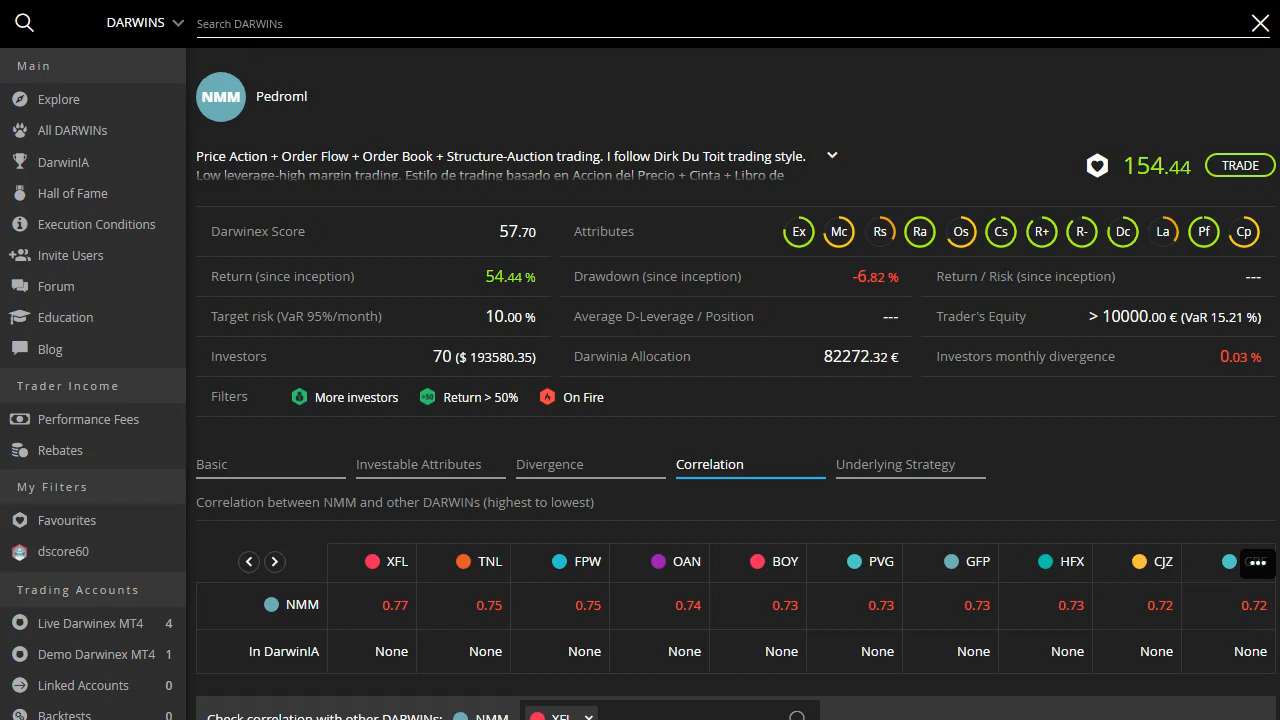 DARWINS Search DARWINs
Main
Explore
All DARWINs
DarwinIA
Hall of Fame
Execution Conditions
Invite Users
Forum
Education
Blog
Trader Income
Performance Fees
Rebates
My Filters
Favourites
dscore60
Trading Accounts
Live Darwinex MT4 4
Demo Darwinex MT4 1
Linked Accounts 0
Backtests 0
NMM Pedroml
Price Action + Order Flow + Order Book + Structure-Auction trading. I follow Dirk Du Toit trading style.
Low leverage-high margin trading. Estilo de trading basado en Accion del Precio + Cinta + Libro de
154.44 TRADE
Darwinex Score 57.70 Attributes Ex Mc Rs Ra Os Cs R+ R- Dc La Pf Cp
Return (since inception) 54.44 % Drawdown (since inception) -6.82 % Return / Risk (since inception) ---
Target risk (VaR 95%/month) 10.00 % Average D-Leverage / Position --- Trader's Equity > 10000.00 € (VaR 15.21 %)
Investors 70 ($ 193580.35) Darwinia Allocation 82272.32 € Investors monthly divergence 0.03 %
Filters More investors >50 Return > 50% On Fire
Basic Investable Attributes Divergence Correlation Underlying Strategy
Correlation between NMM and other DARWINs (highest to lowest)
XFL TNL FPW OAN BOY PVG GFP HFX CJZ
NMM 0.77 0.75 0.75 0.74 0.73 0.73 0.73 0.73 0.72 0.72
In DarwinIA None None None None None None None None None None
Check correlation with other DARWINs: NMM XFL